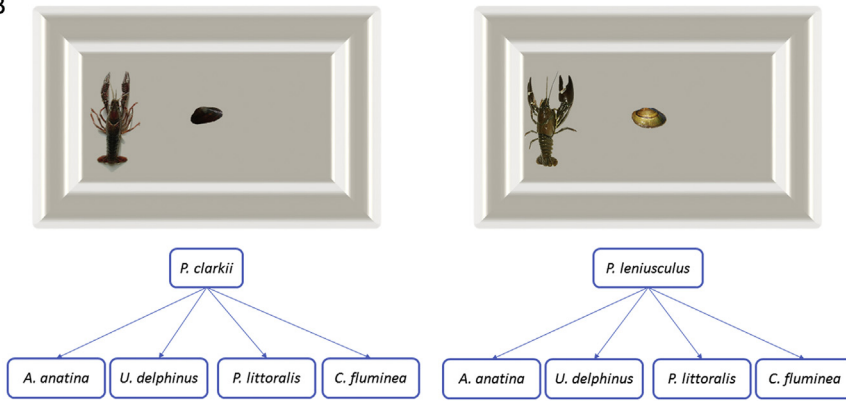 P. clarkii
P. leniusculus
A. anatina U. delphinus P. littoralis C. fluminea
A. anatina U. delphinus P. littoralis C. fluminea